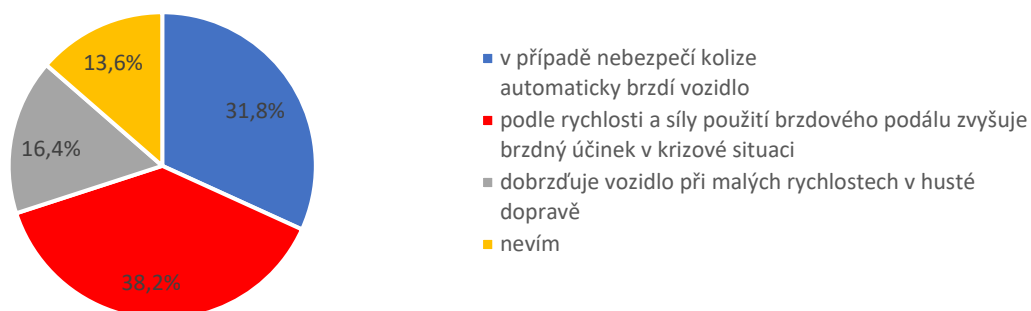 13,6%
31,8%
16,4%
38,2%
v případě nebezpečí kolize
automaticky brzdí vozidlo
podle rychlosti a síly použití brzdového podálu zvyšuje
brzdný účinek v krizové situaci
dobrzďuje vozidlo při malých rychlostech v husté
dopravě
nevím